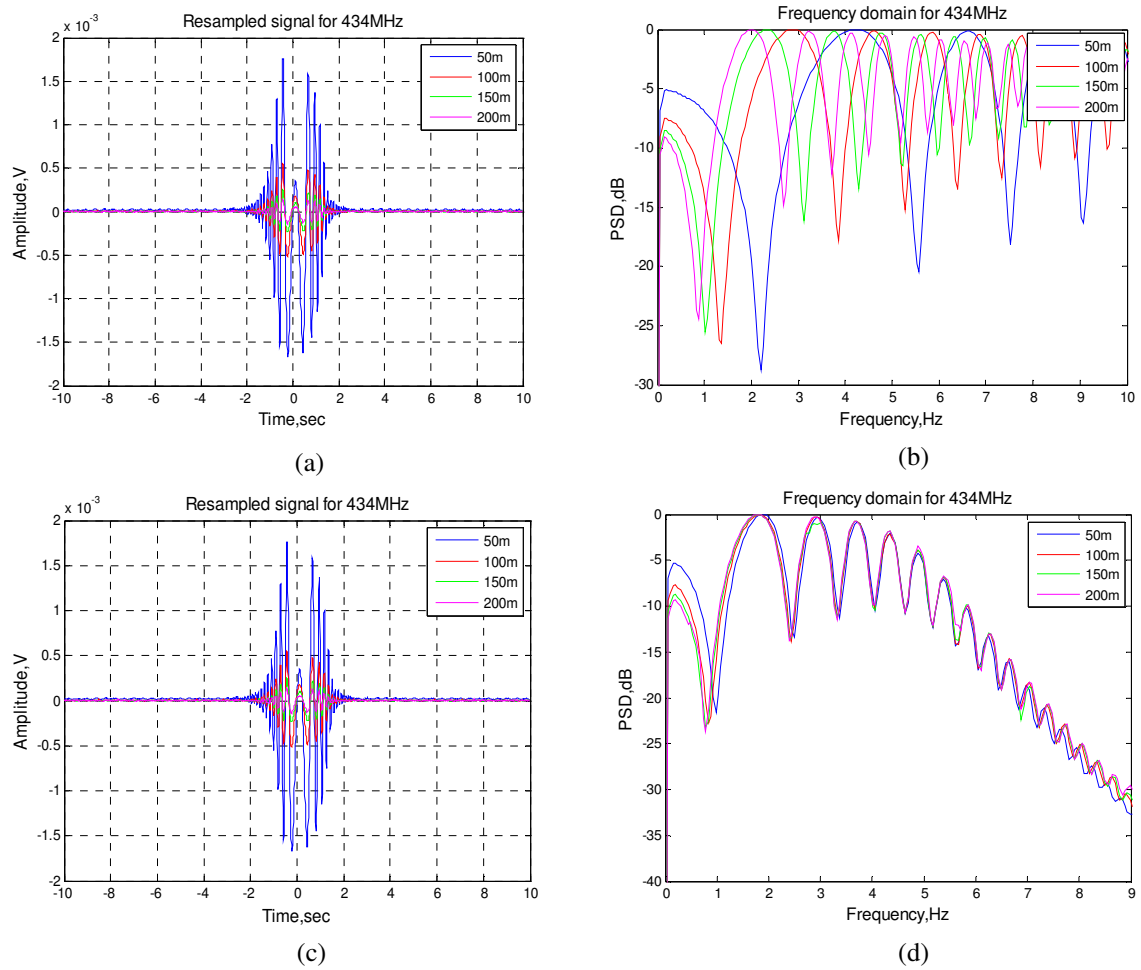 Resampled signal for 434MHz
x 10⁻³
2
1.5
1
0.5
0
-0.5
-1
-1.5
-2
Amplitude,V
-10 -8 -6 -4 -2 0 2 4 6 8 10
Time,sec
50m
100m
150m
200m
(a)
Frequency domain for 434MHz
0
-5
-10
-15
-20
-25
-30
PSD,dB
0 1 2 3 4 5 6 7 8 9 10
Frequency,Hz
50m
100m
150m
200m
(b)
Resampled signal for 434MHz
x 10⁻³
2
1.5
1
0.5
0
-0.5
-1
-1.5
-2
Amplitude,V
-10 -8 -6 -4 -2 0 2 4 6 8 10
Time,sec
50m
100m
150m
200m
(c)
Frequency domain for 434MHz
0
-5
-10
-15
-20
-25
-30
-35
-40
PSD,dB
0 1 2 3 4 5 6 7 8 9
Frequency,Hz
50m
100m
150m
200m
(d)